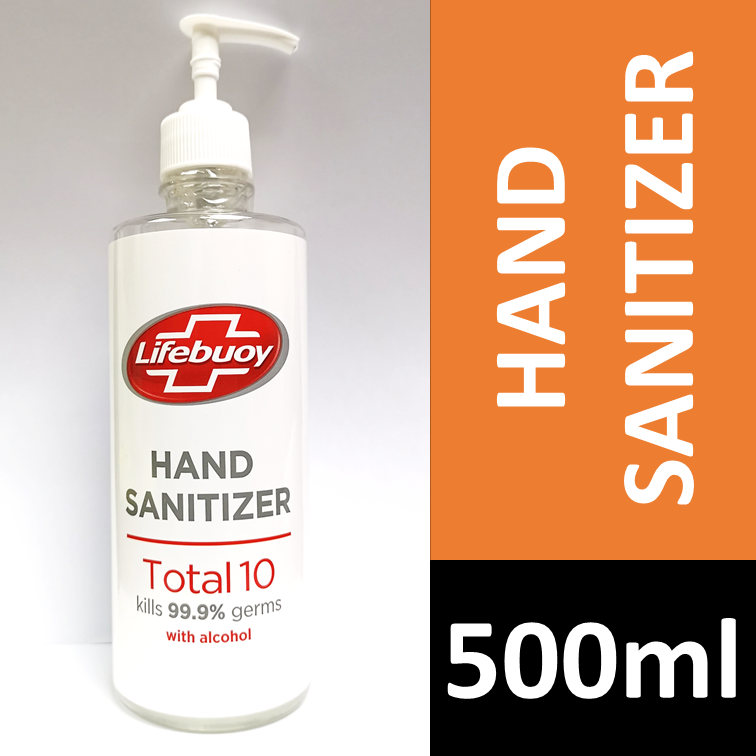 Lifebuoy
HAND
SANITIZER
Total 10
kills 99.9% germs
with alcohol
HAND
SANITIZER
500ml